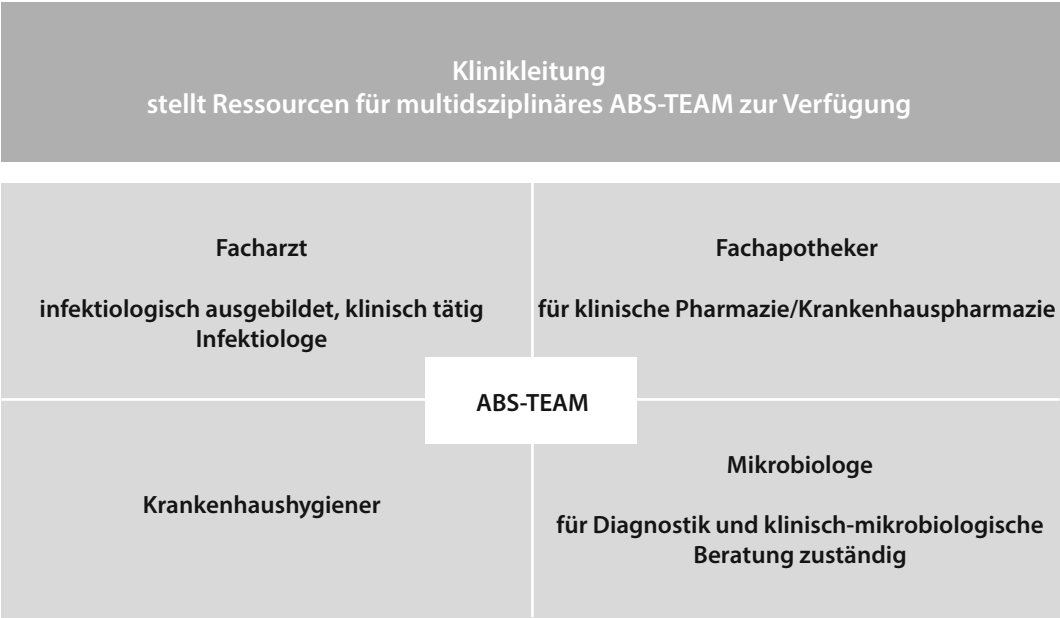 Klinikleitung
stellt Ressourcen für multidsziplinäres ABS-TEAM zur Verfügung
Facharzt
infektiologisch ausgebildet, klinisch tätig
Infektiologe
Fachapotheker
für klinische Pharmazie/Krankenhauspharmazie
ABS-TEAM
Krankenhaushygiener
Mikrobiologe
für Diagnostik und klinisch-mikrobiologische
Beratung zuständig